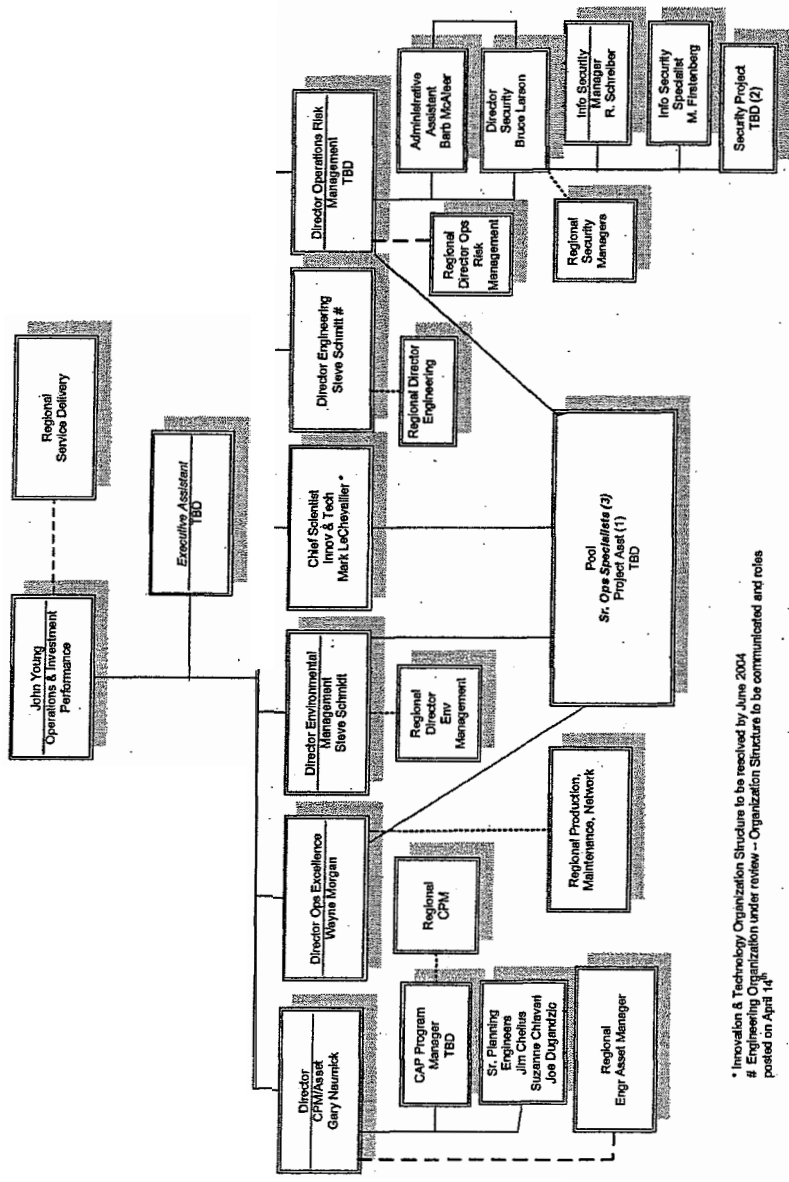 John Young
Operations & Investment
Performance
Regional
Service Delivery
Executive Assistant
TBD
Director
CPM/Asset
Gary Naumick
Director Ops Excellence
Wayne Morgan
Director Environmental
Management
Steve Schmidt
Chief Scientist
Innov & Tech
Mark LeChevallier *
Director Engineering
Steve Schmitt #
Director Operations Risk
Management
TBD
CAP Program
Manager
TBD
Regional
CPM
Sr. Planning
Engineers
Jim Chelius
Suzanne Chiavari
Joe Dugandzic
Regional
Engr Asset Manager
Regional Production,
Maintenance, Network
Regional
Director
Env
Management
Regional Director
Engineering
Regional
Director Ops
Risk
Management
Administrative
Assistant
Barb McAleer
Director
Security
Bruce Larson
Regional
Security
Managers
Info Security
Manager
R. Schreiber
Info Security
Specialist
M. Firstenberg
Security Project
TBD (2)
Pool
Sr. Ops Specialists (3)
Project Asst (1)
TBD
* Innovation & Technology Organization Structure to be resolved by June 2004
# Engineering Organization under review -- Organization Structure to be communicated and roles
posted on April 14th